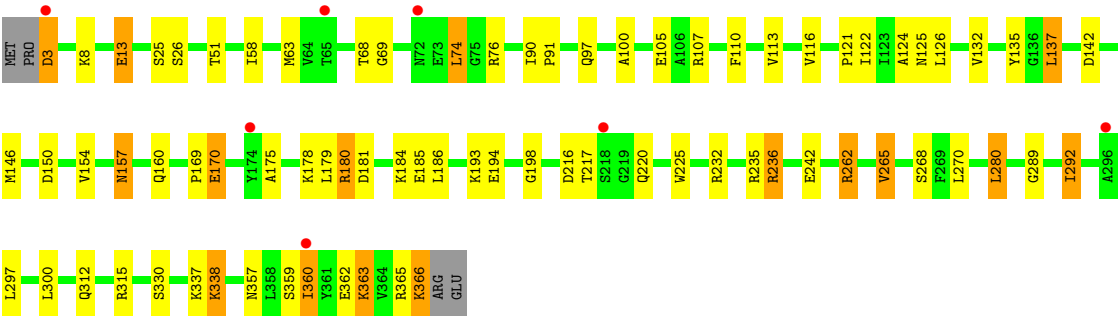 MET PRO D3 K8 E13 S25 S26 T51 I58 M63 V64 T65 T68 G69 N72 E73 L74 G75 R76 I90 P91 Q97 A100 E105 A106 R107 F110 V113 V116 P121 I122 I123 A124 N125 L126 V132 Y135 G136 L137 D142
M146 D150 V154 N157 Q160 P169 E170 Y174 A175 K178 L179 R180 D181 K184 E185 L186 K193 E194 G198 D216 T217 S218 G219 Q220 W225 R232 R235 R236 E242 R262 V265 S268 F269 L270 L280 G289 I292 A296
L297 L300 Q312 R315 S330 K337 K338 N357 L358 S359 I360 Y361 E362 K363 V364 R365 K366 ARG GLU